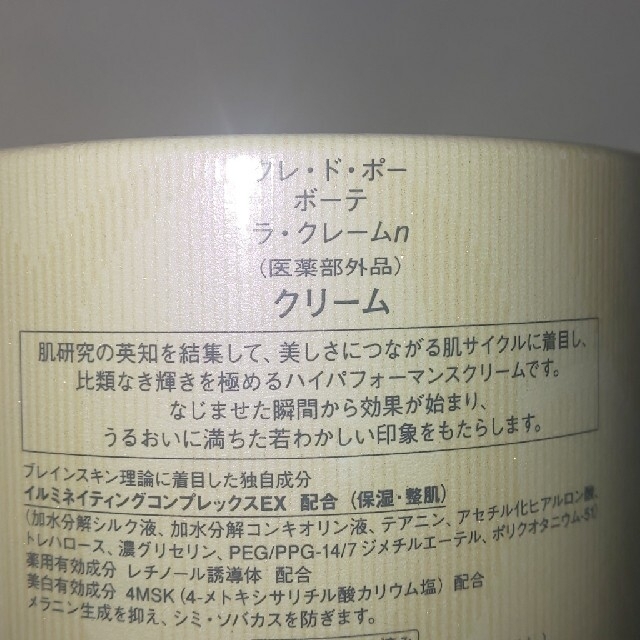 クレ・ド・ポー
ボーテ
ラ・クレームn
(医薬部外品)
クリーム
肌研究の英知を結集して、美しさにつながる肌サイクルに着目し、
比類なき輝きを極めるハイパフォーマンスクリームです。
なじませた瞬間から効果が始まり、
うるおいに満ちた若わかしい印象をもたらします。
ブレインスキン理論に着目した独自成分
イルミネイティングコンプレックスEX 配合(保湿・整肌)
(加水分解シルク液、加水分解コンキオリン液、テアニン、アセチル化ヒアルロン酸、
トレハロース、濃グリセリン、PEG/PPG-14/7 ジメチルエーテル、ポリクオタニウム-51)
薬用有効成分 レチノール誘導体 配合
美白有効成分 4MSK (4-メトキシサリチル酸カリウム塩) 配合
メラニン生成を抑え、シミ・ソバカスを防ぎます。